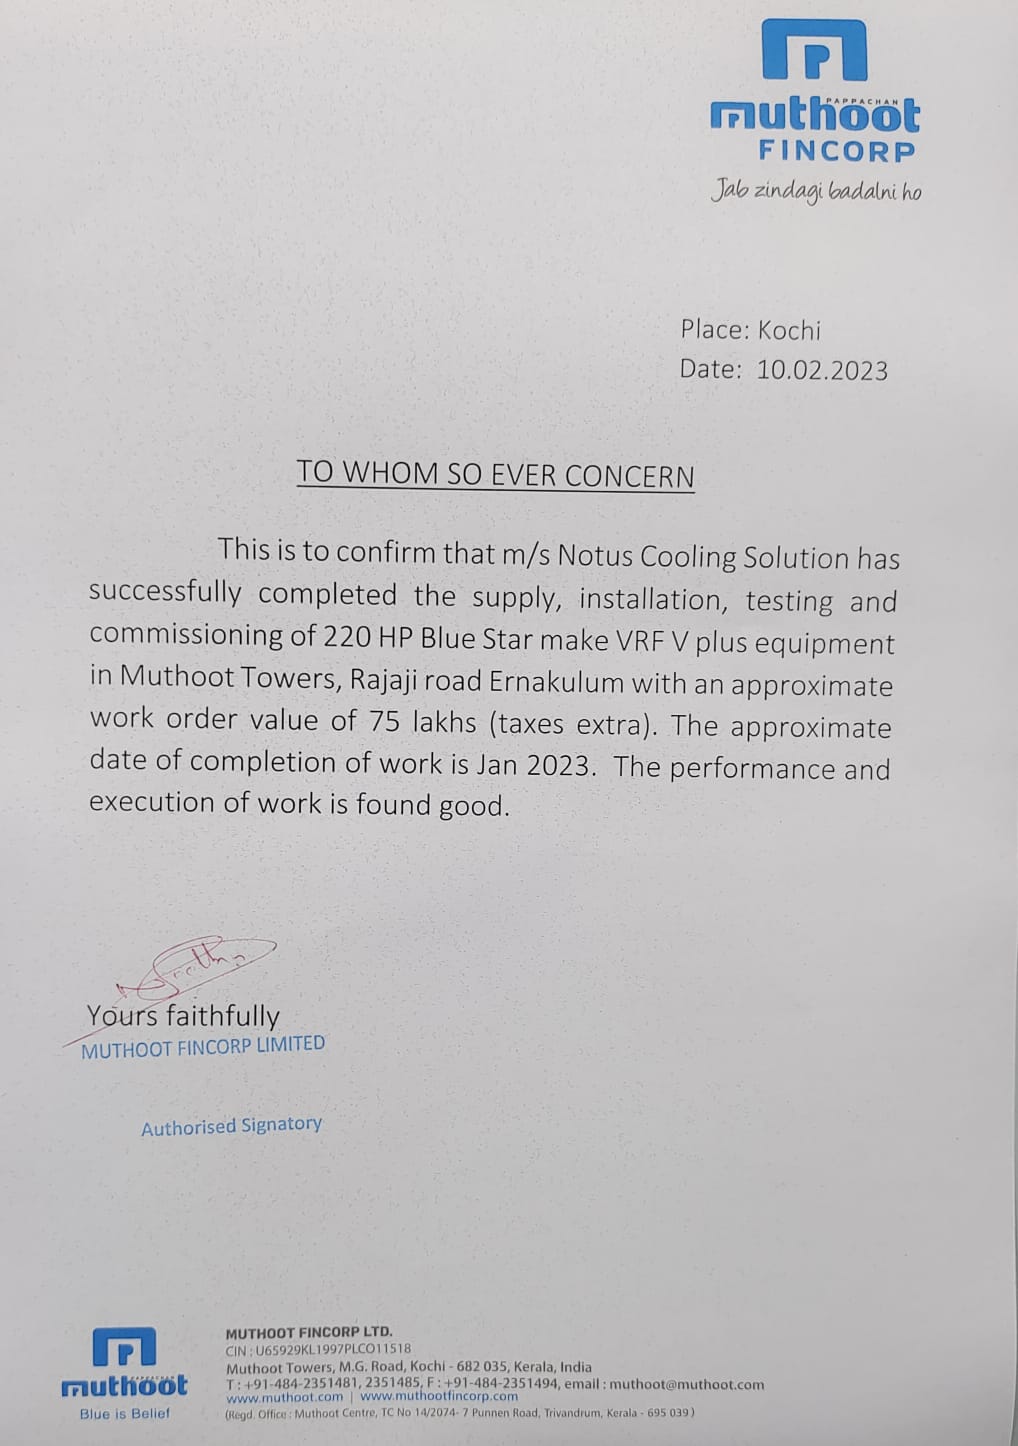 PAPPACHAN
muthoot
FINCORP
Jab zindagi badalni ho
Place: Kochi
Date: 10.02.2023
TO WHOM SO EVER CONCERN
This is to confirm that m/s Notus Cooling Solution has
successfully completed the supply, installation, testing and
commissioning of 220 HP Blue Star make VRF V plus equipment
in Muthoot Towers, Rajaji road Ernakulum with an approximate
work order value of 75 lakhs (taxes extra). The approximate
date of completion of work is Jan 2023. The performance and
execution of work is found good.
Yours faithfully
MUTHOOT FINCORP LIMITED
Authorised Signatory
PAPPACHAN
muthoot
Blue is Belief
MUTHOOT FINCORP LTD.
CIN : U65929KL1997PLCO11518
Muthoot Towers, M.G. Road, Kochi - 682 035, Kerala, India
T : +91-484-2351481, 2351485, F : +91-484-2351494, email : muthoot@muthoot.com
www.muthoot.com | www.muthootfincorp.com
(Regd. Office : Muthoot Centre, TC No 14/2074- 7 Punnen Road, Trivandrum, Kerala - 695 039)